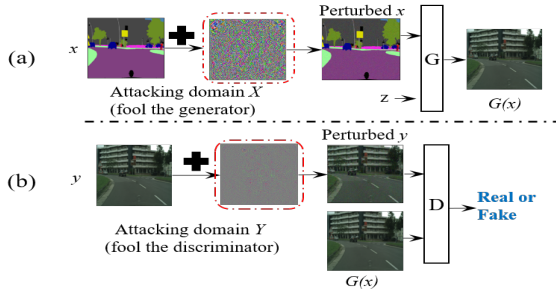 Perturbed x
(a)
x
G
z
G(x)
Attacking domain X
(fool the generator)
Perturbed y
(b)
y
D
Real or
Fake
Attacking domain Y
(fool the discriminator)
G(x)